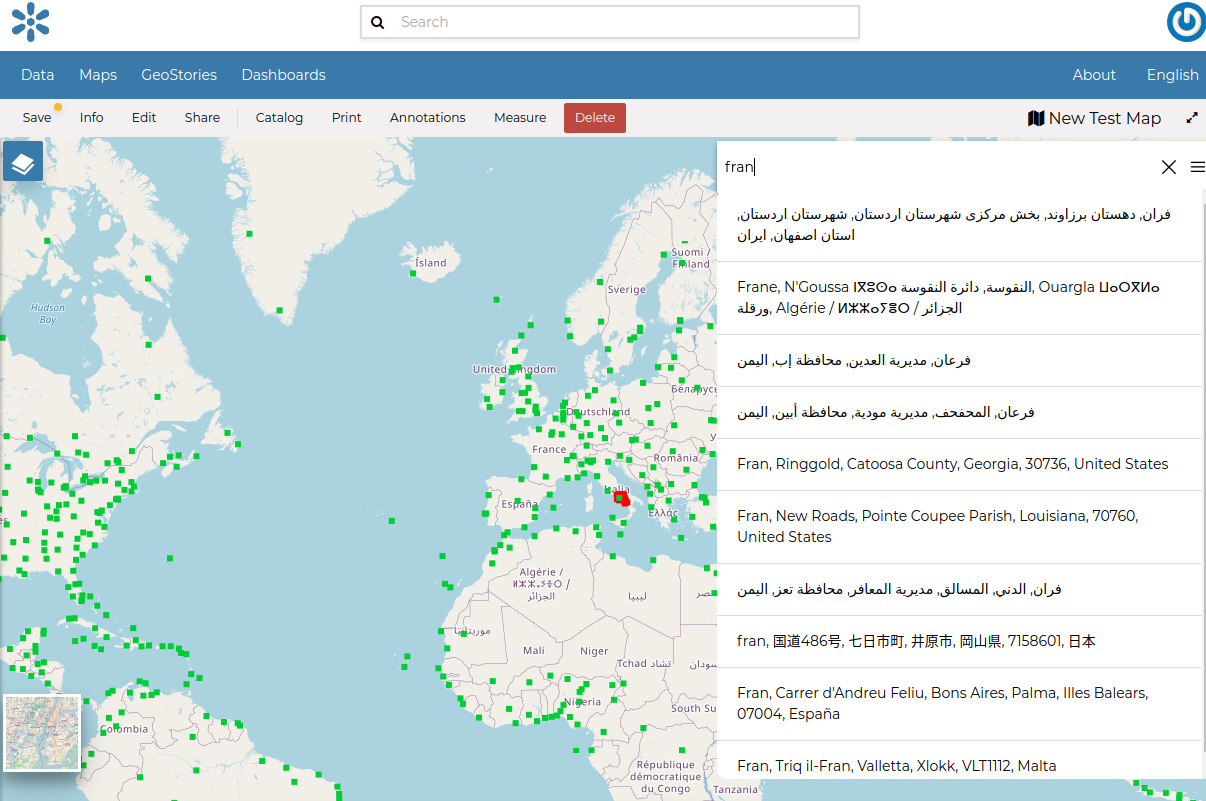 Search
Data Maps GeoStories Dashboards About English
Save Info Edit Share Catalog Print Annotations Measure Delete New Test Map
fran
فران, دهستان برزاوند, بخش مرکزی شهرستان اردستان, شهرستان اردستان,
استان اصفهان, ایران
Frane, N'Goussa ⵏⴳⵓⵙⴰ النقوسة, دائرة النقوسة, Ouargla ⵡⴰⵔⴳⵍⴰ
ورقلة, Algérie / ⵍⵣⵣⴰⵢⴻⵔ / الجزائر
فرعان, مديرية العدين, محافظة إب, اليمن
فرعان, المحفحف, مديرية مودية, محافظة أبين, اليمن
Fran, Ringgold, Catoosa County, Georgia, 30736, United States
Fran, New Roads, Pointe Coupee Parish, Louisiana, 70760,
United States
فران, الدني, المسالق, مديرية المعافر, محافظة تعز, اليمن
fran, 国道486号, 七日市町, 井原市, 岡山県, 7158601, 日本
Fran, Carrer d'Andreu Feliu, Bons Aires, Palma, Illes Balears,
07004, España
Fran, Triq il-Fran, Valletta, Xlokk, VLT1112, Malta
Suomi /
Finland
Ísland
Sverige
Hudson
Bay
United Kingdom
Беларусь
Deutschland
France
România
Italia
España
Ελλάς
Algérie /
الجزائر
ليبيا
مصر
موريتانيا
Mali
Niger
Tchad تشاد
السودان
Nigeria
South Su
Colombia
République
démocratique
du Congo
Tanzania